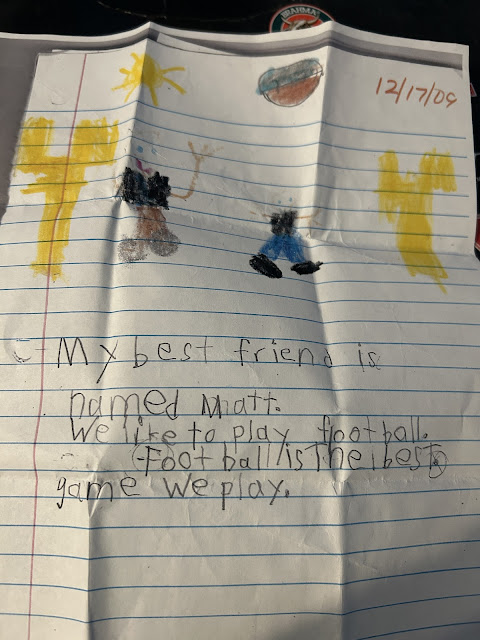 BRAHMA
12/17/09
My best friend is
named Matt.
We like to play football.
Football is The best
game We play.